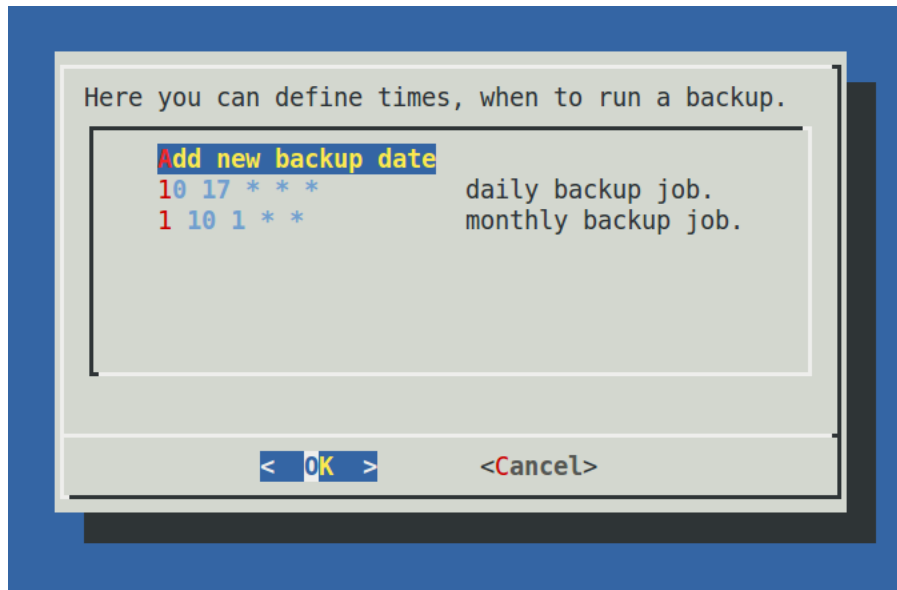 Here you can define times, when to run a backup.
Add new backup date
10 17 * * * daily backup job.
1 10 1 * * monthly backup job.
< OK > <Cancel>